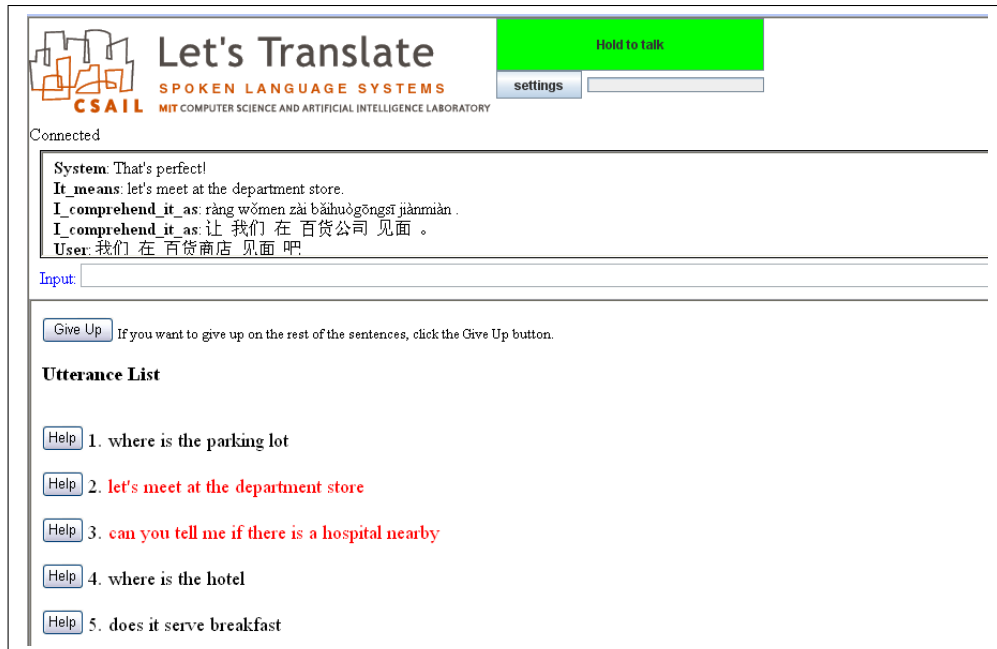 Let's Translate
SPOKEN LANGUAGE SYSTEMS
CSAIL MIT COMPUTER SCIENCE AND ARTIFICIAL INTELLIGENCE LABORATORY
Hold to talk
settings
Connected
System: That's perfect!
It_means: let's meet at the department store.
I_comprehend_it_as: ràng wǒmen zài bǎihuògōngsī jiànmiàn .
I_comprehend_it_as: 让 我们 在 百货公司 见面 。
User: 我们 在 百货商店 见面 吧
Input:
Give Up If you want to give up on the rest of the sentences, click the Give Up button.
Utterance List
Help 1. where is the parking lot
Help 2. let's meet at the department store
Help 3. can you tell me if there is a hospital nearby
Help 4. where is the hotel
Help 5. does it serve breakfast